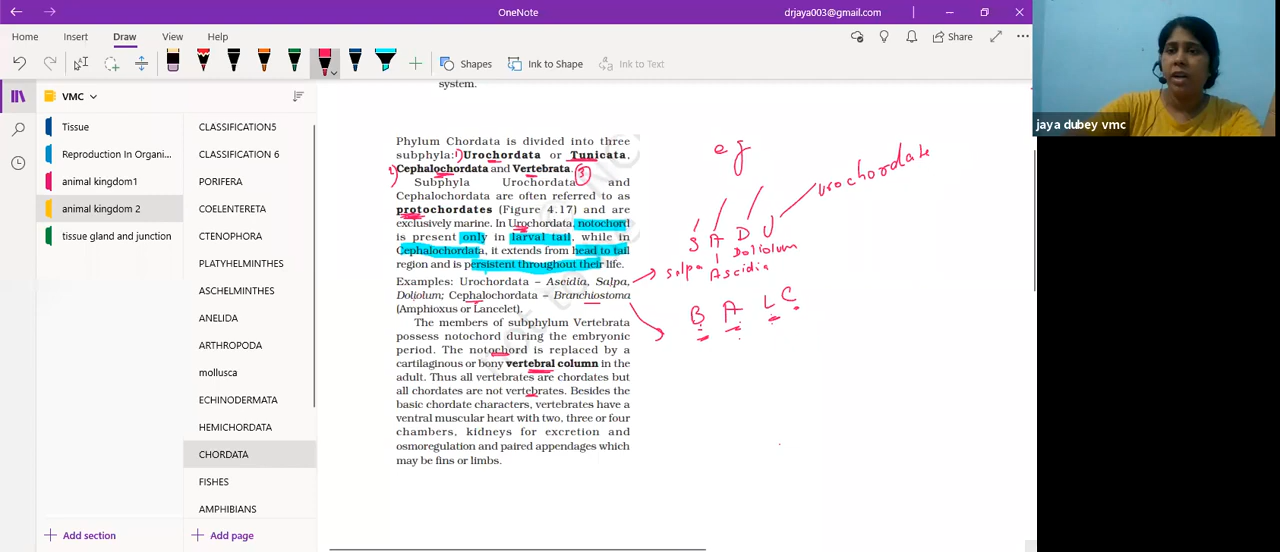 OneNote
drjaya003@gmail.com
Home
Insert
Draw
View
Help
Share
Shapes
Ink to Shape
Ink to Text
VMC
Tissue
Reproduction In Organi...
animal kingdom1
animal kingdom 2
tissue gland and junction
Add section
CLASSIFICATION5
CLASSIFICATION 6
PORIFERA
COELENTERETA
CTENOPHORA
PLATYHELMINTHES
ASCHELMINTHES
ANELIDA
ARTHROPODA
mollusca
ECHINODERMATA
HEMICHORDATA
CHORDATA
FISHES
AMPHIBIANS
Add page
system.
Phylum Chordata is divided into three
subphyla: 1) Urochordata or Tunicata,
2) Cephalochordata and Vertebrata. 3
Subphyla Urochordata and
Cephalochordata are often referred to as
protochordates (Figure 4.17) and are
exclusively marine. In Urochordata, notochord
is present only in larval tail, while in
Cephalochordata, it extends from head to tail
region and is persistent throughout their life.
Examples: Urochordata – Ascidia, Salpa,
Doliolum; Cephalochordata – Branchiostoma
(Amphioxus or Lancelet).
The members of subphylum Vertebrata
possess notochord during the embryonic
period. The notochord is replaced by a
cartilaginous or bony vertebral column in the
adult. Thus all vertebrates are chordates but
all chordates are not vertebrates. Besides the
basic chordate characters, vertebrates have a
ventral muscular heart with two, three or four
chambers, kidneys for excretion and
osmoregulation and paired appendages which
may be fins or limbs.
eg
urochordate
S A D U
Doliolum
Salpa
Ascidia
B A L C
jaya dubey vmc